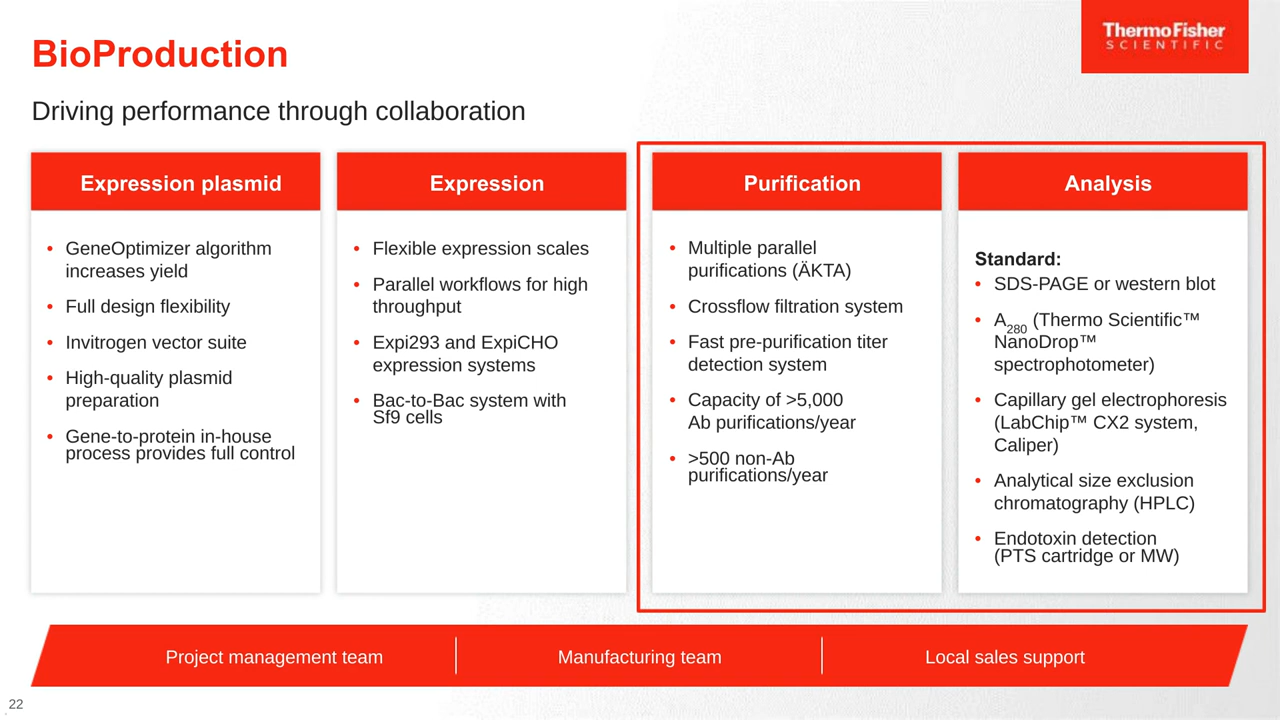 ThermoFisher
SCIENTIFIC
BioProduction
Driving performance through collaboration
Expression plasmid
• GeneOptimizer algorithm
increases yield
• Full design flexibility
• Invitrogen vector suite
• High-quality plasmid
preparation
• Gene-to-protein in-house
process provides full control
Expression
• Flexible expression scales
• Parallel workflows for high
throughput
• Expi293 and ExpiCHO
expression systems
• Bac-to-Bac system with
Sf9 cells
Purification
• Multiple parallel
purifications (ÄKTA)
• Crossflow filtration system
• Fast pre-purification titer
detection system
• Capacity of >5,000
Ab purifications/year
• >500 non-Ab
purifications/year
Analysis
Standard:
• SDS-PAGE or western blot
• A280 (Thermo Scientific™
NanoDrop™
spectrophotometer)
• Capillary gel electrophoresis
(LabChip™ CX2 system,
Caliper)
• Analytical size exclusion
chromatography (HPLC)
• Endotoxin detection
(PTS cartridge or MW)
Project management team
Manufacturing team
Local sales support
22